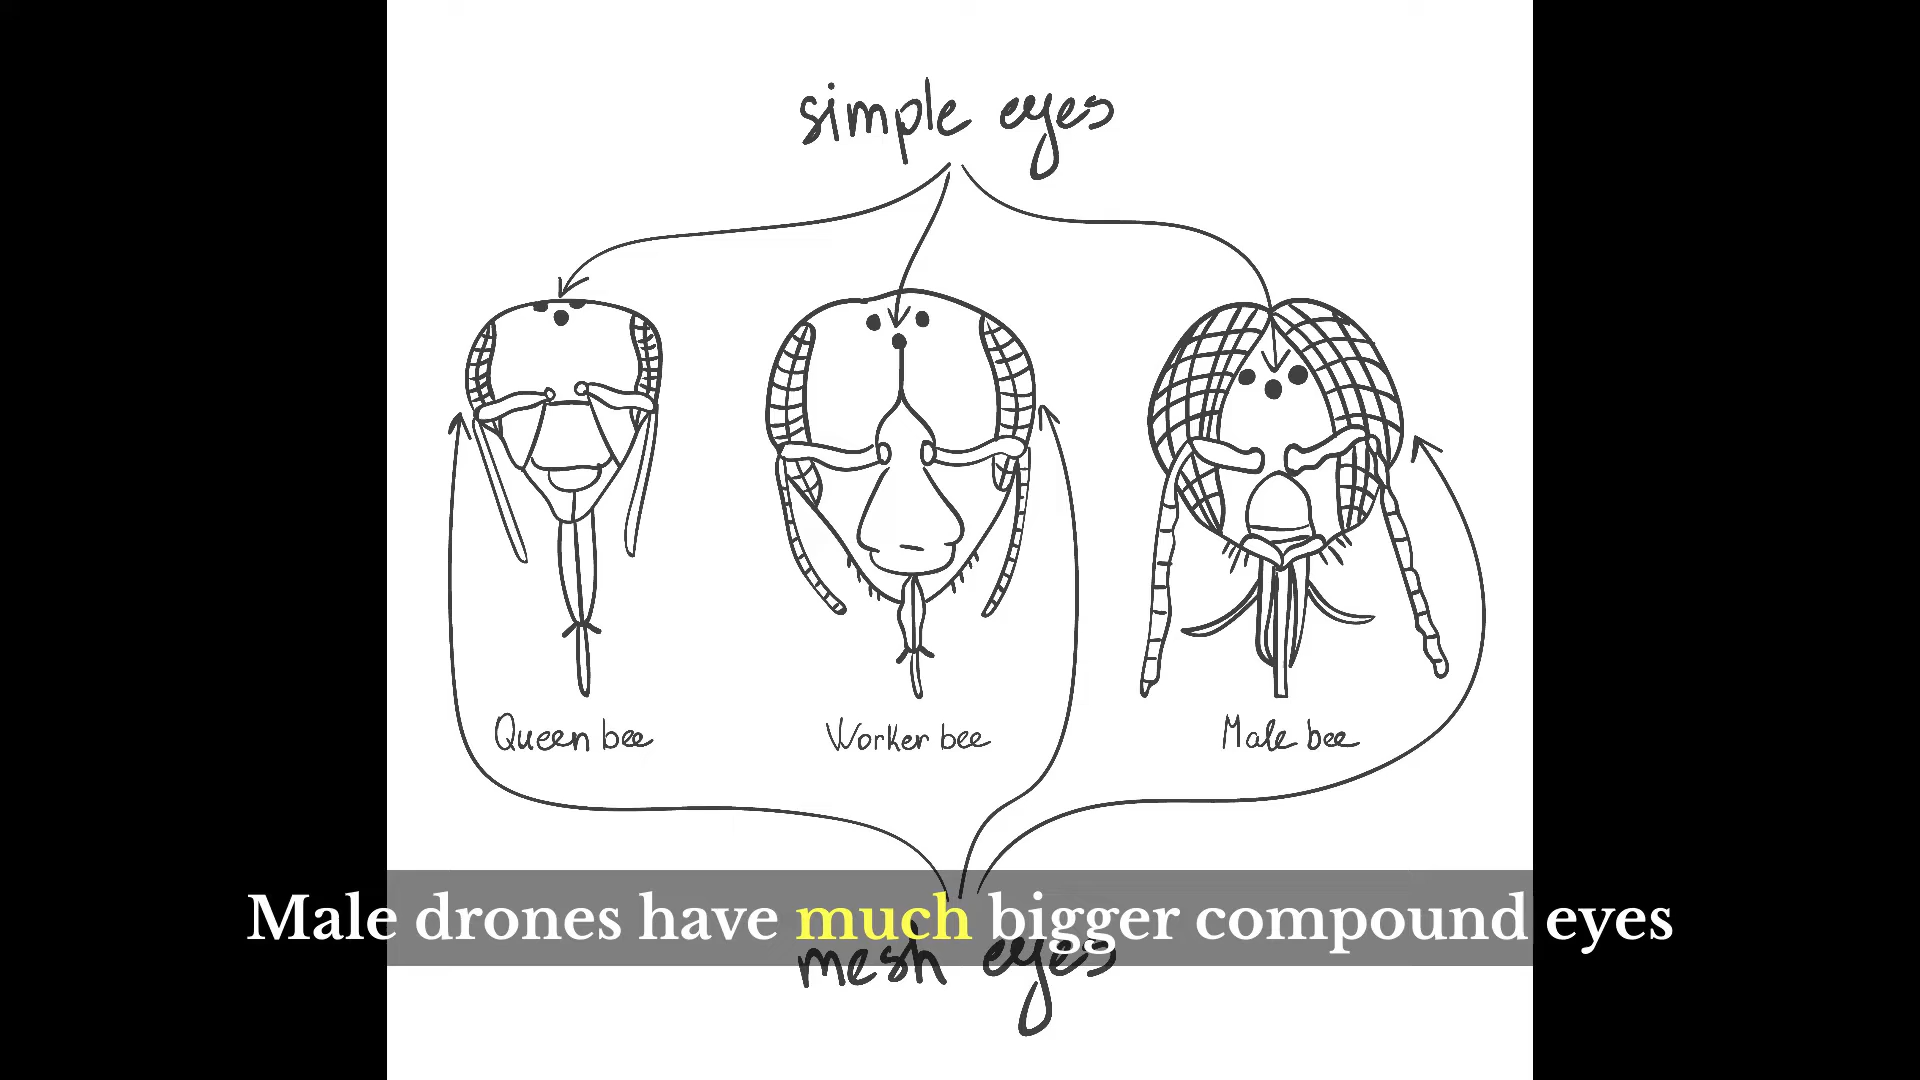 simple eyes
Queen bee
Worker bee
Male bee
Male drones have much bigger compound eyes
mesh eyes